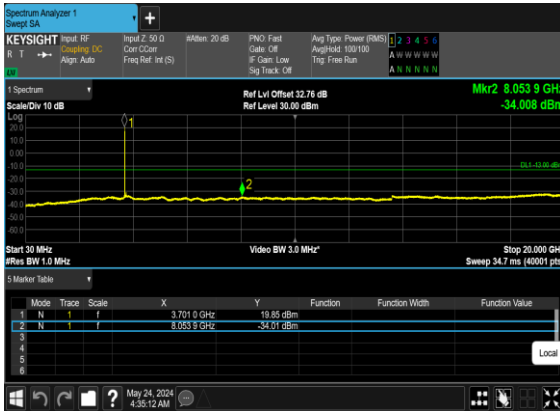 Spectrum Analyzer 1
Swept SA
KEYSIGHT
R T
Input: RF
Coupling: DC
Align: Auto
Input Z: 50 Ω
Corr CCorr
Freq Ref: Int (S)
#Atten: 20 dB
PNO: Fast
Gate: Off
IF Gain: Low
Sig Track: Off
Avg Type: Power (RMS)
Avg|Hold: 100/100
Trig: Free Run
1 2 3 4 5 6
A W W W W W
A N N N N N
1 Spectrum
Scale/Div 10 dB
Ref Lvl Offset 32.76 dB
Ref Level 30.00 dBm
Mkr2 8.053 9 GHz
-34.008 dBm
Log
20.0
10.0
0.00
-10.0
-20.0
-30.0
-40.0
-50.0
-60.0
1
2
DL1 -13.00 dBm
Start 30 MHz
#Res BW 1.0 MHz
Video BW 3.0 MHz*
Stop 20.000 GH
Sweep 34.7 ms (40001 pts
5 Marker Table
Mode Trace Scale X Y Function Function Width Function Value
1 N 1 f 3.701 0 GHz 19.85 dBm
2 N 1 f 8.053 9 GHz -34.01 dBm
3
4
5
6
Local
?
May 24, 2024
4:35:12 AM